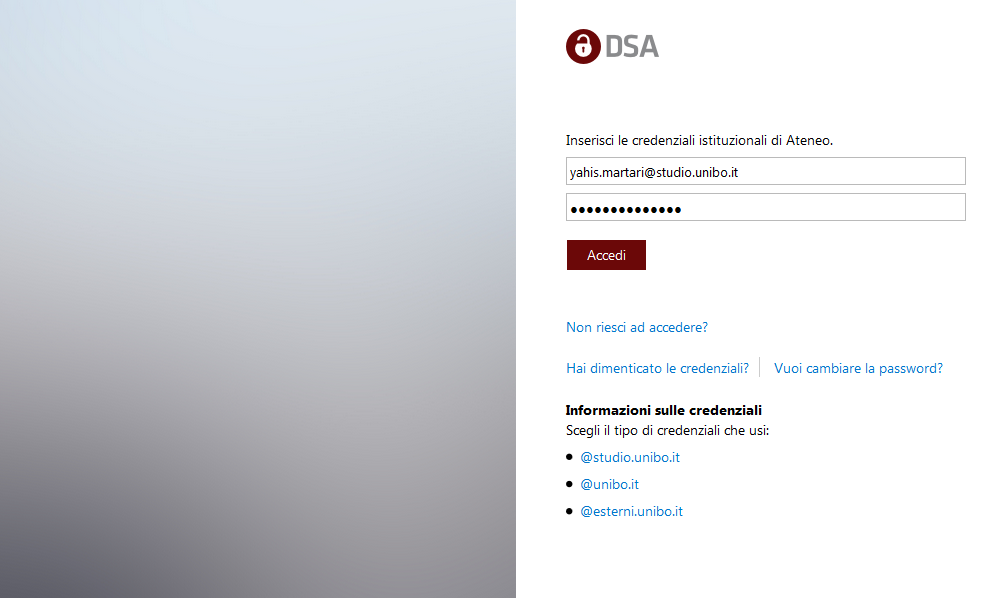 DSA
Inserisci le credenziali istituzionali di Ateneo.
yahis.martari@studio.unibo.it
●●●●●●●●●●●●●●
Accedi
Non riesci ad accedere?
Hai dimenticato le credenziali? Vuoi cambiare la password?
Informazioni sulle credenziali
Scegli il tipo di credenziali che usi:
● @studio.unibo.it
● @unibo.it
● @esterni.unibo.it